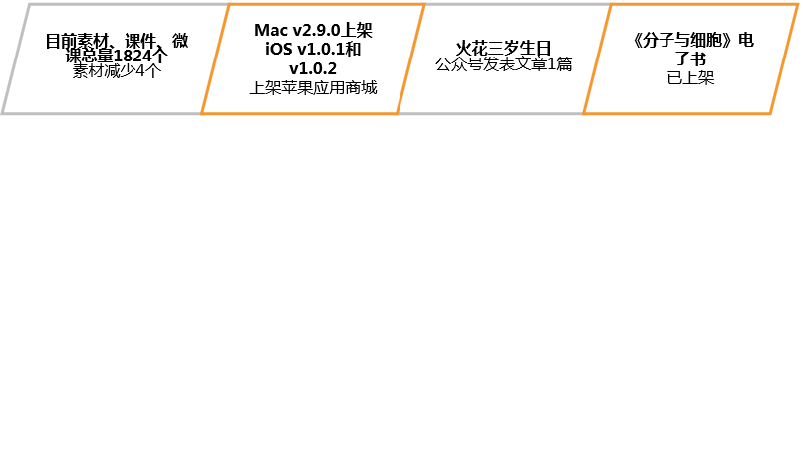 目前素材、课件、微
课总量1824个
素材减少4个
Mac v2.9.0上架
iOS v1.0.1和
v1.0.2
上架苹果应用商城
火花三岁生日
公众号发表文章1篇
《分子与细胞》电
了书
已上架